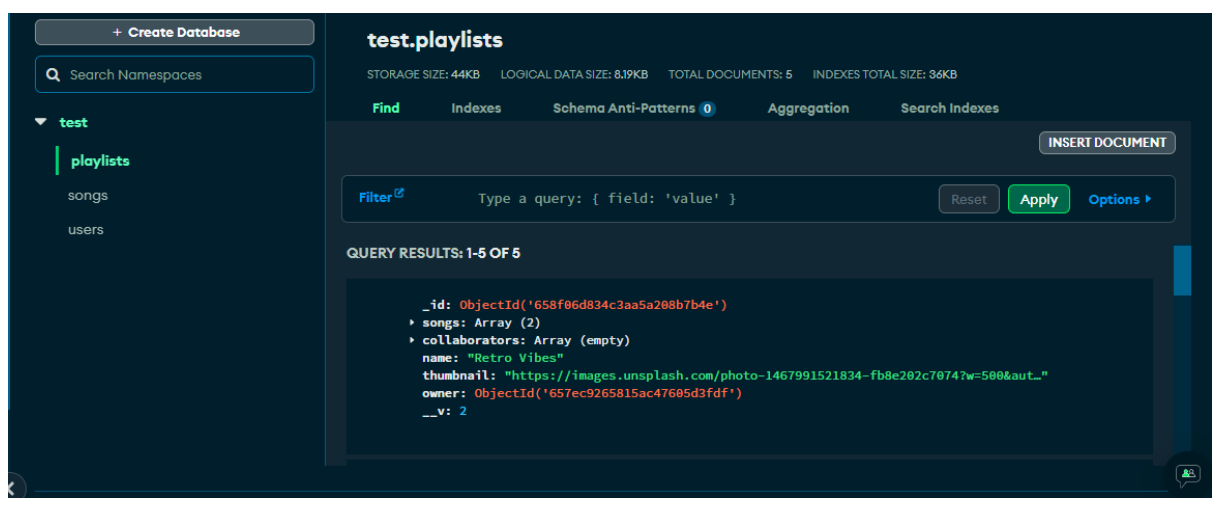 + Create Database
Search Namespaces
test
playlists
songs
users
test.playlists
STORAGE SIZE: 44KB LOGICAL DATA SIZE: 8.19KB TOTAL DOCUMENTS: 5 INDEXES TOTAL SIZE: 36KB
Find Indexes Schema Anti-Patterns 0 Aggregation Search Indexes
INSERT DOCUMENT
Filter Type a query: { field: 'value' } Reset Apply Options
QUERY RESULTS: 1-5 OF 5
_id: ObjectId('658f06d834c3aa5a208b7b4e')
songs: Array (2)
collaborators: Array (empty)
name: "Retro Vibes"
thumbnail: "https://images.unsplash.com/photo-1467991521834-fb8e202c7074?w=500&aut…"
owner: ObjectId('657ec9265815ac47605d3fdf')
__v: 2